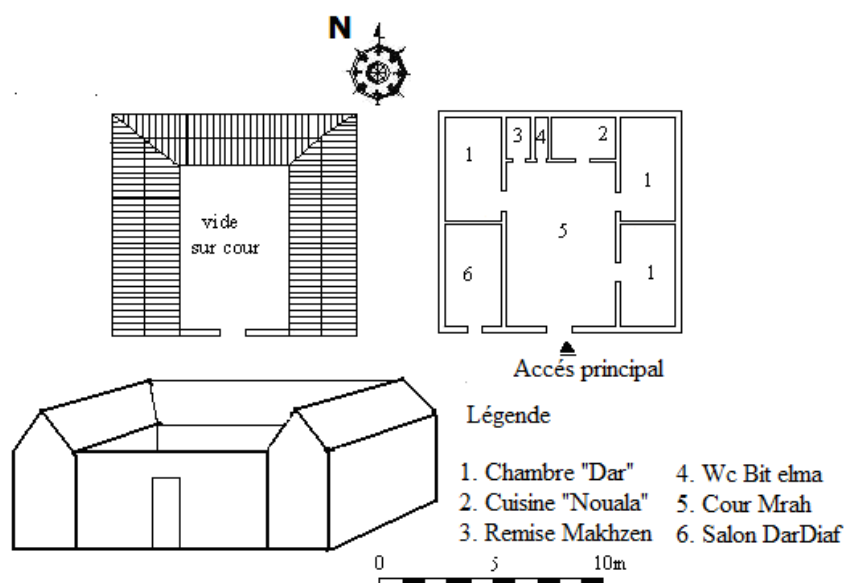 N
vide
sur cour
1
3
4
2
1
5
6
1
Accés principal
Légende
1. Chambre "Dar"
2. Cuisine "Nouala"
3. Remise Makhzen
4. Wc Bit elma
5. Cour Mrah
6. Salon DarDiaf
0 5 10m